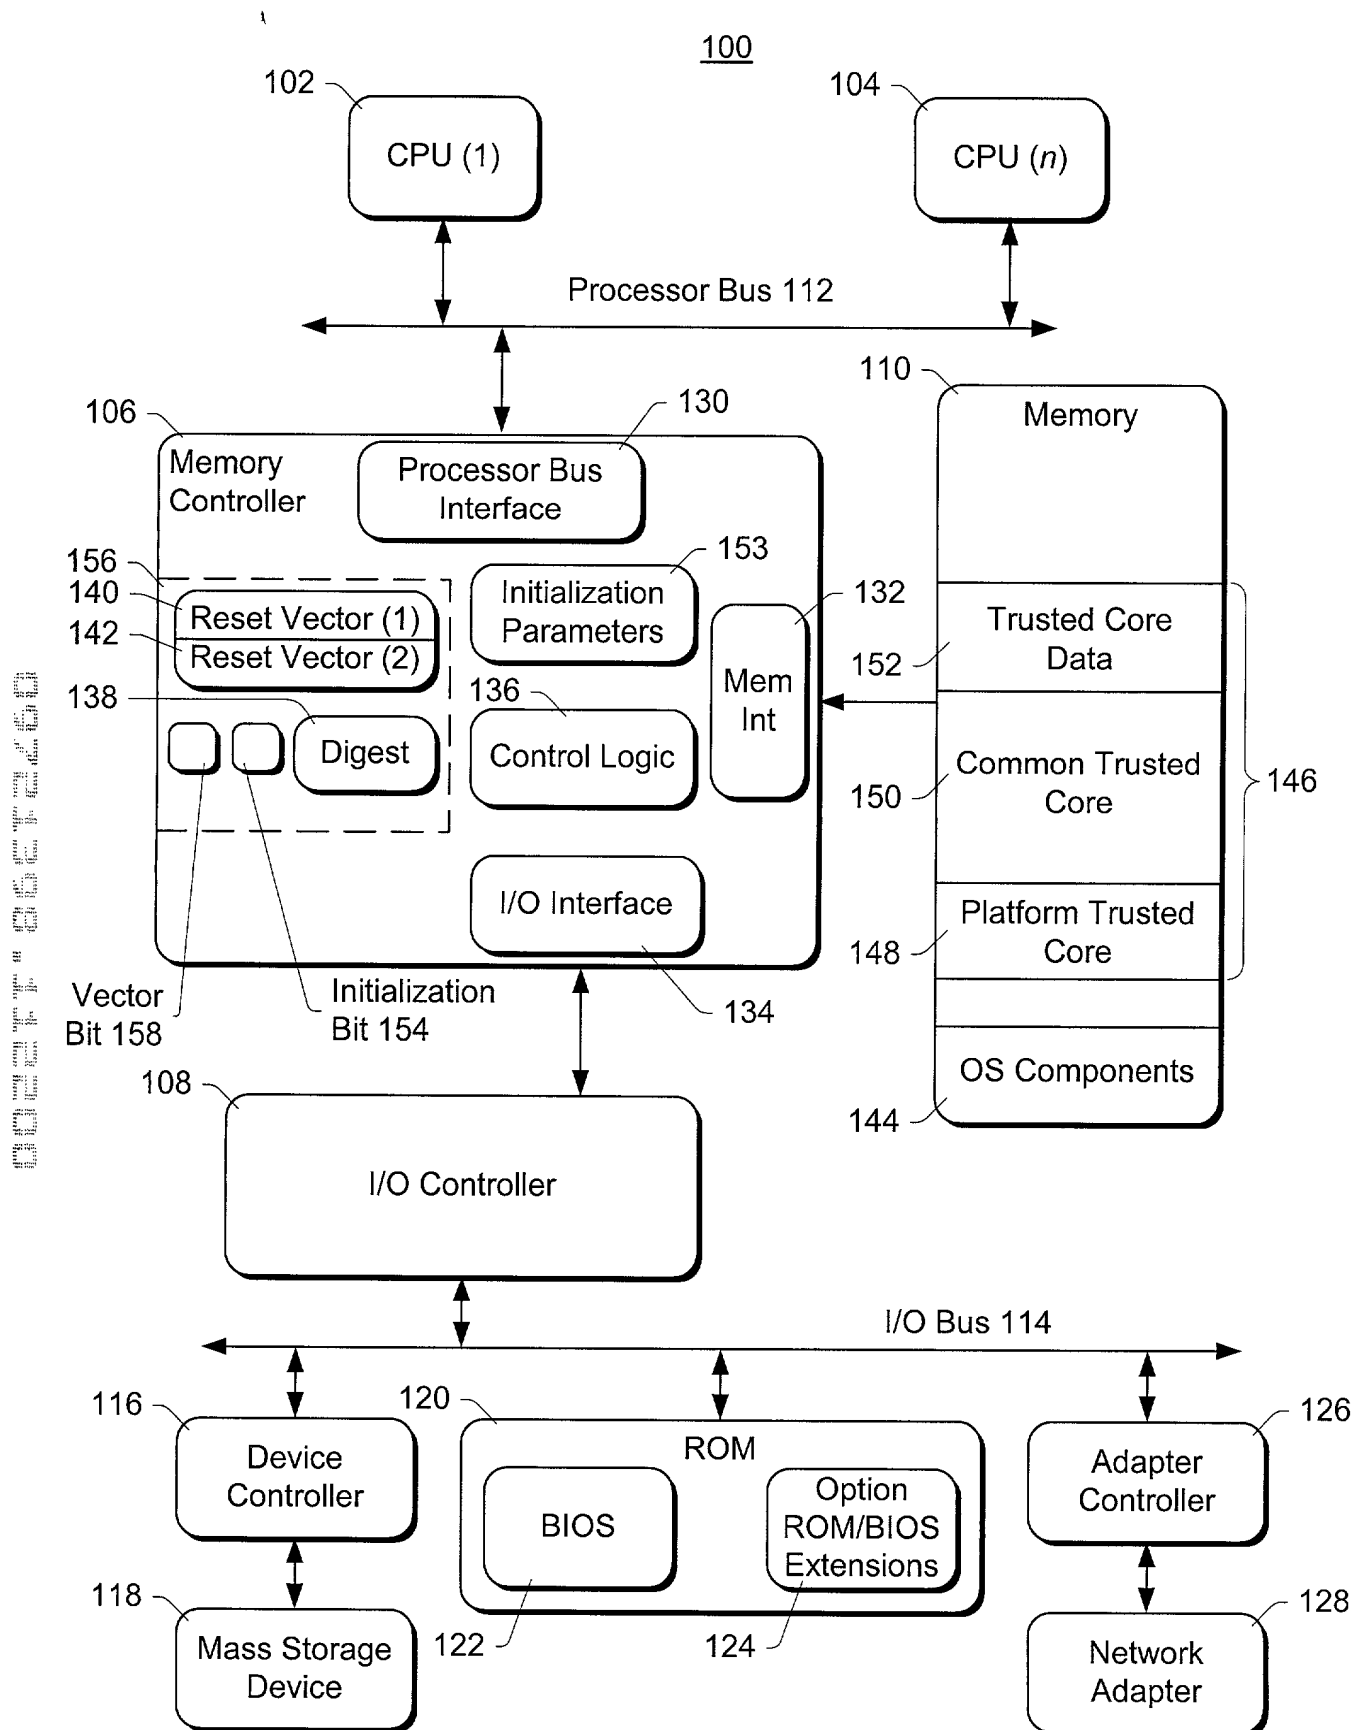 100
102
104
CPU (1)
CPU (n)
Processor Bus 112
110
Memory
106
130
Memory
Controller
Processor Bus
Interface
156
153
140
Reset Vector (1)
Initialization
Parameters
132
142
Reset Vector (2)
Trusted Core
Data
152
138
136
Mem
Int
Digest
Control Logic
Common Trusted
Core
150
146
I/O Interface
Platform Trusted
Core
148
Vector
Bit 158
Initialization
Bit 154
134
OS Components
144
108
I/O Controller
I/O Bus 114
116
120
126
Device
Controller
ROM
BIOS
Option
ROM/BIOS
Extensions
Adapter
Controller
118
122
124
128
Mass Storage
Device
Network
Adapter